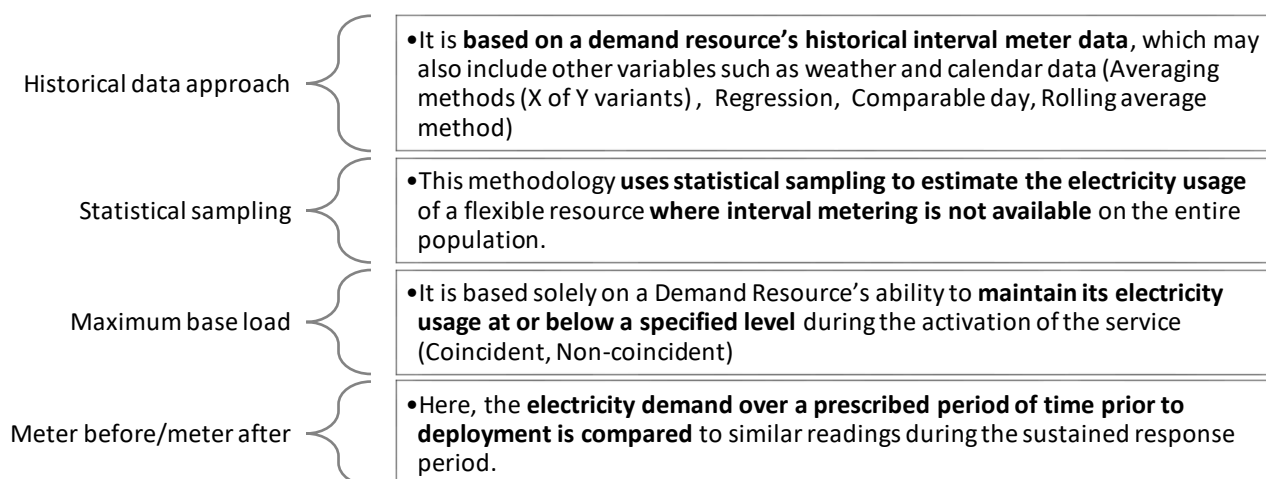 Historical data approach
•It is based on a demand resource's historical interval meter data, which may
also include other variables such as weather and calendar data (Averaging
methods (X of Y variants) , Regression, Comparable day, Rolling average
method)
Statistical sampling
•This methodology uses statistical sampling to estimate the electricity usage
of a flexible resource where interval metering is not available on the entire
population.
Maximum base load
•It is based solely on a Demand Resource's ability to maintain its electricity
usage at or below a specified level during the activation of the service
(Coincident, Non-coincident)
Meter before/meter after
•Here, the electricity demand over a prescribed period of time prior to
deployment is compared to similar readings during the sustained response
period.